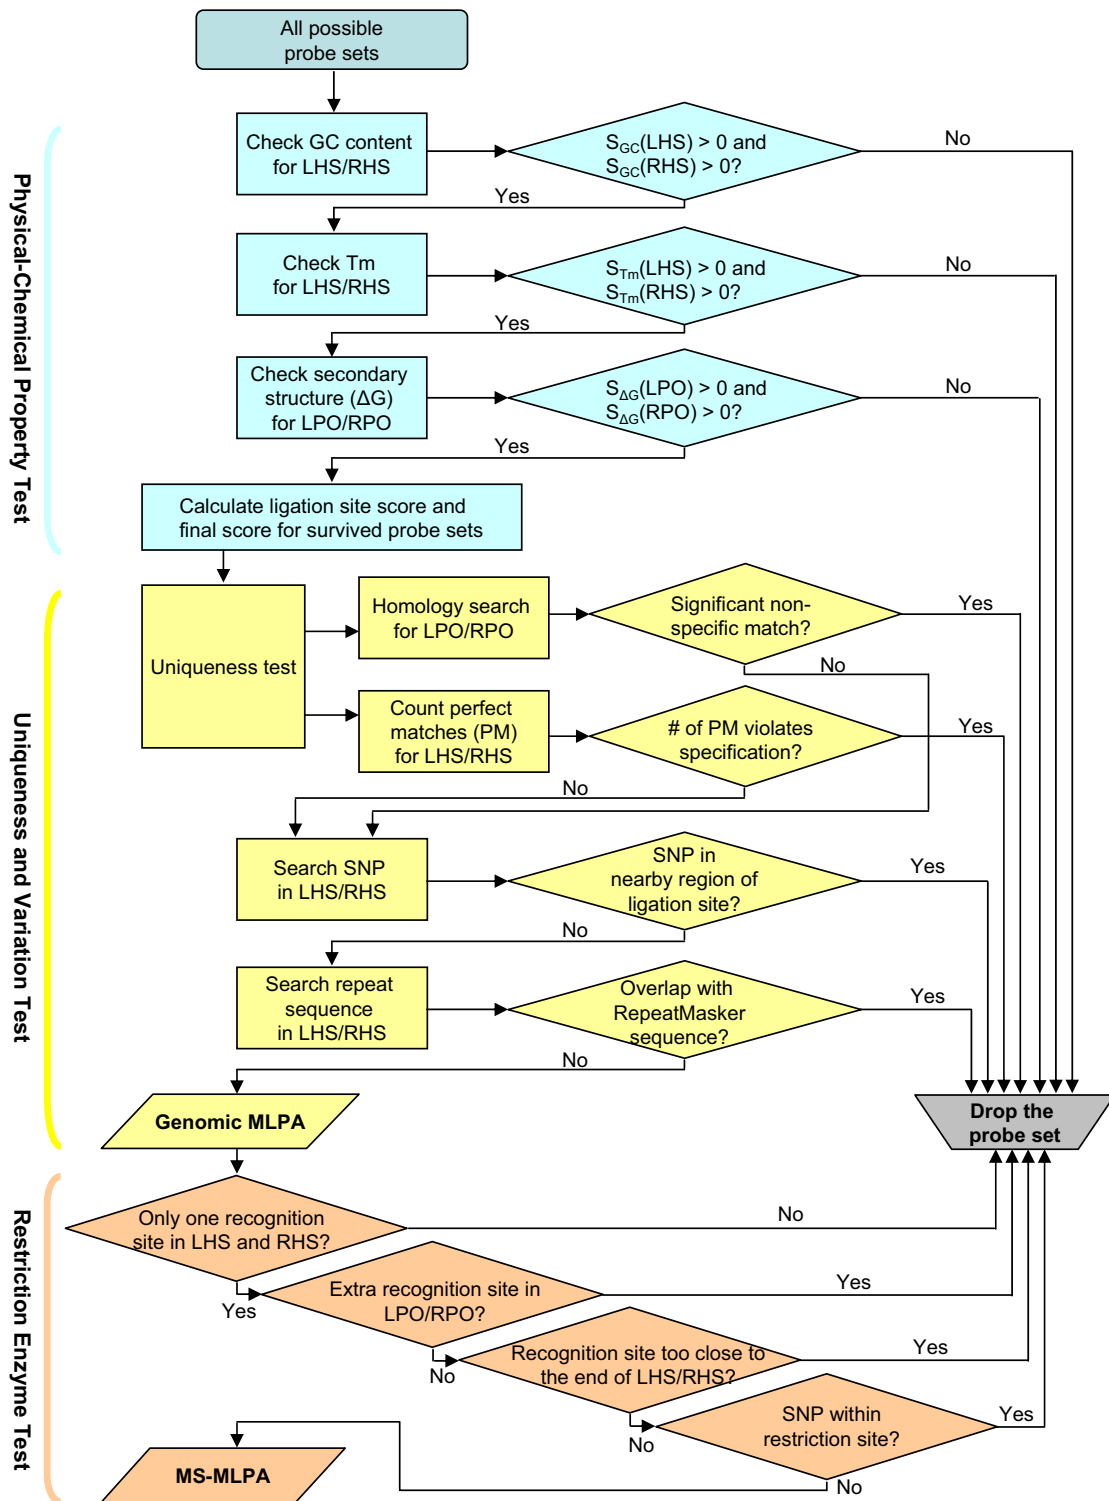 All possible
probe sets
Physical-Chemical Property Test
Check GC content
for LHS/RHS
S_GC(LHS) > 0 and
S_GC(RHS) > 0?
No
Yes
Check Tm
for LHS/RHS
S_Tm(LHS) > 0 and
S_Tm(RHS) > 0?
No
Yes
Check secondary
structure (ΔG)
for LPO/RPO
S_ΔG(LPO) > 0 and
S_ΔG(RPO) > 0?
No
Yes
Calculate ligation site score and
final score for survived probe sets
Uniqueness and Variation Test
Uniqueness test
Homology search
for LPO/RPO
Significant non-
specific match?
Yes
No
Count perfect
matches (PM)
for LHS/RHS
# of PM violates
specification?
Yes
No
Search SNP
in LHS/RHS
SNP in
nearby region of
ligation site?
Yes
No
Search repeat
sequence
in LHS/RHS
Overlap with
RepeatMasker
sequence?
Yes
No
Genomic MLPA
Drop the
probe set
Restriction Enzyme Test
Only one recognition
site in LHS and RHS?
No
Yes
Extra recognition site in
LPO/RPO?
Yes
No
Recognition site too close to
the end of LHS/RHS?
Yes
No
SNP within
restriction site?
Yes
No
MS-MLPA